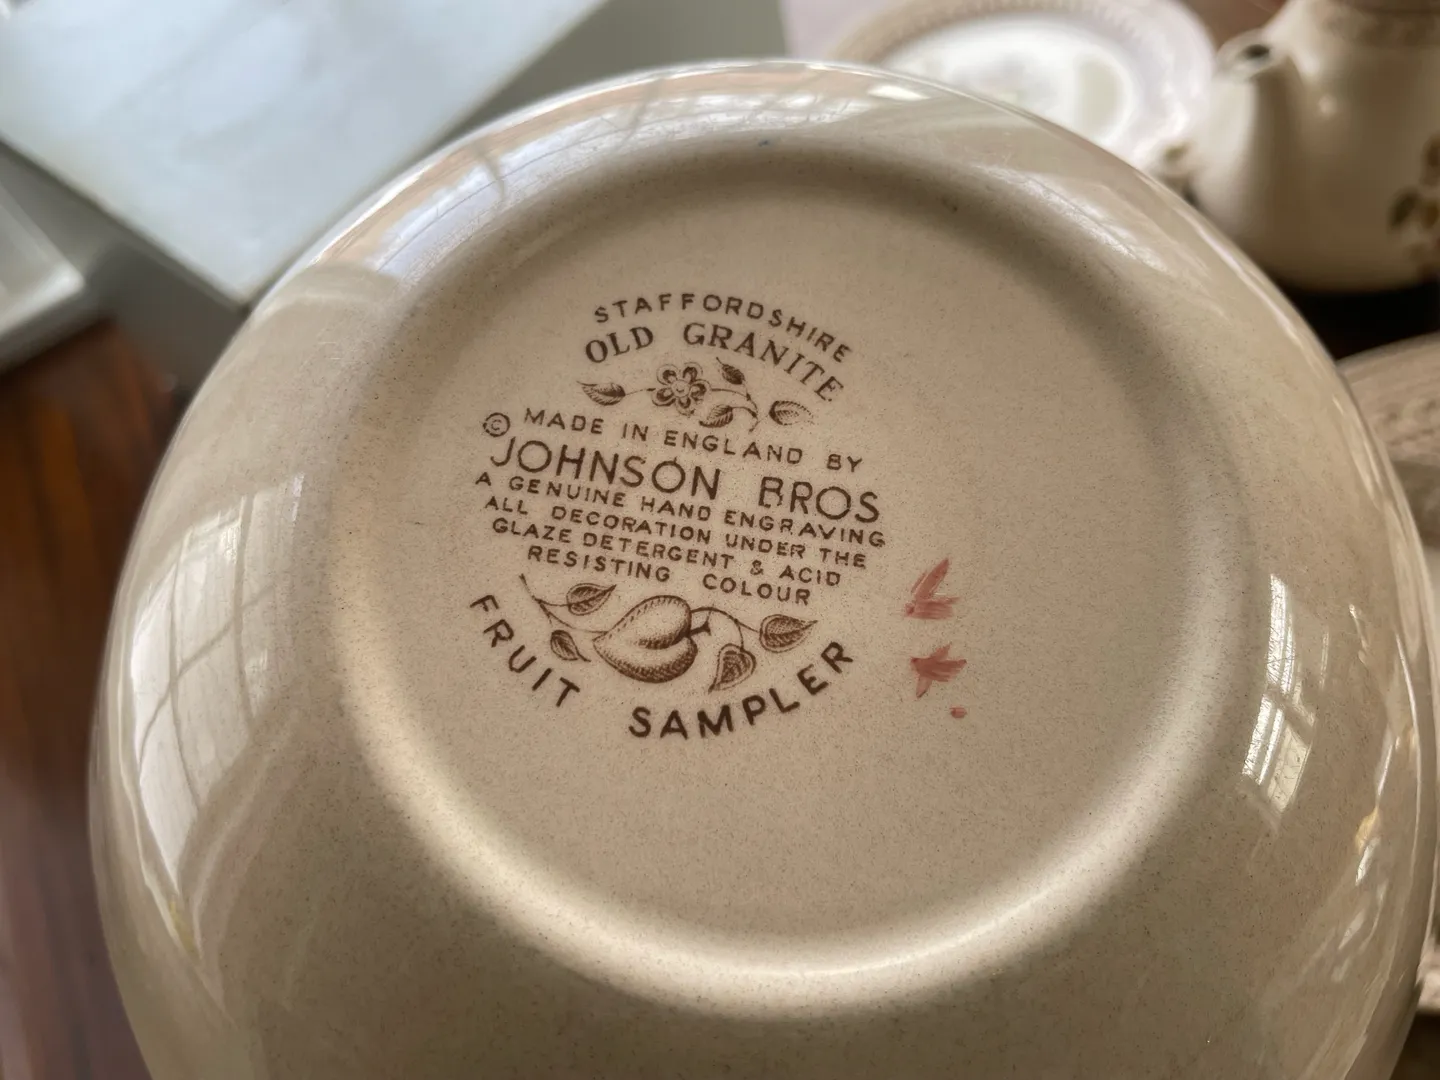 STAFFORDSHIRE
OLD GRANITE
© MADE IN ENGLAND BY
JOHNSON BROS
A GENUINE HAND ENGRAVING
ALL DECORATION UNDER THE
GLAZE DETERGENT & ACID
RESISTING COLOUR
FRUIT SAMPLER